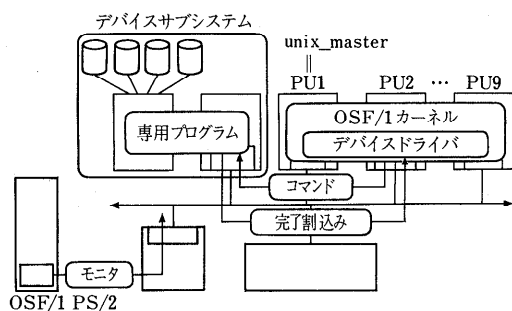 デバイスサブシステム
unix_master
||
PU1 PU2 … PU9
OSF/1 カーネル
専用プログラム
デバイスドライバ
コマンド
完了割込み
モニタ
OSF/1 PS/2